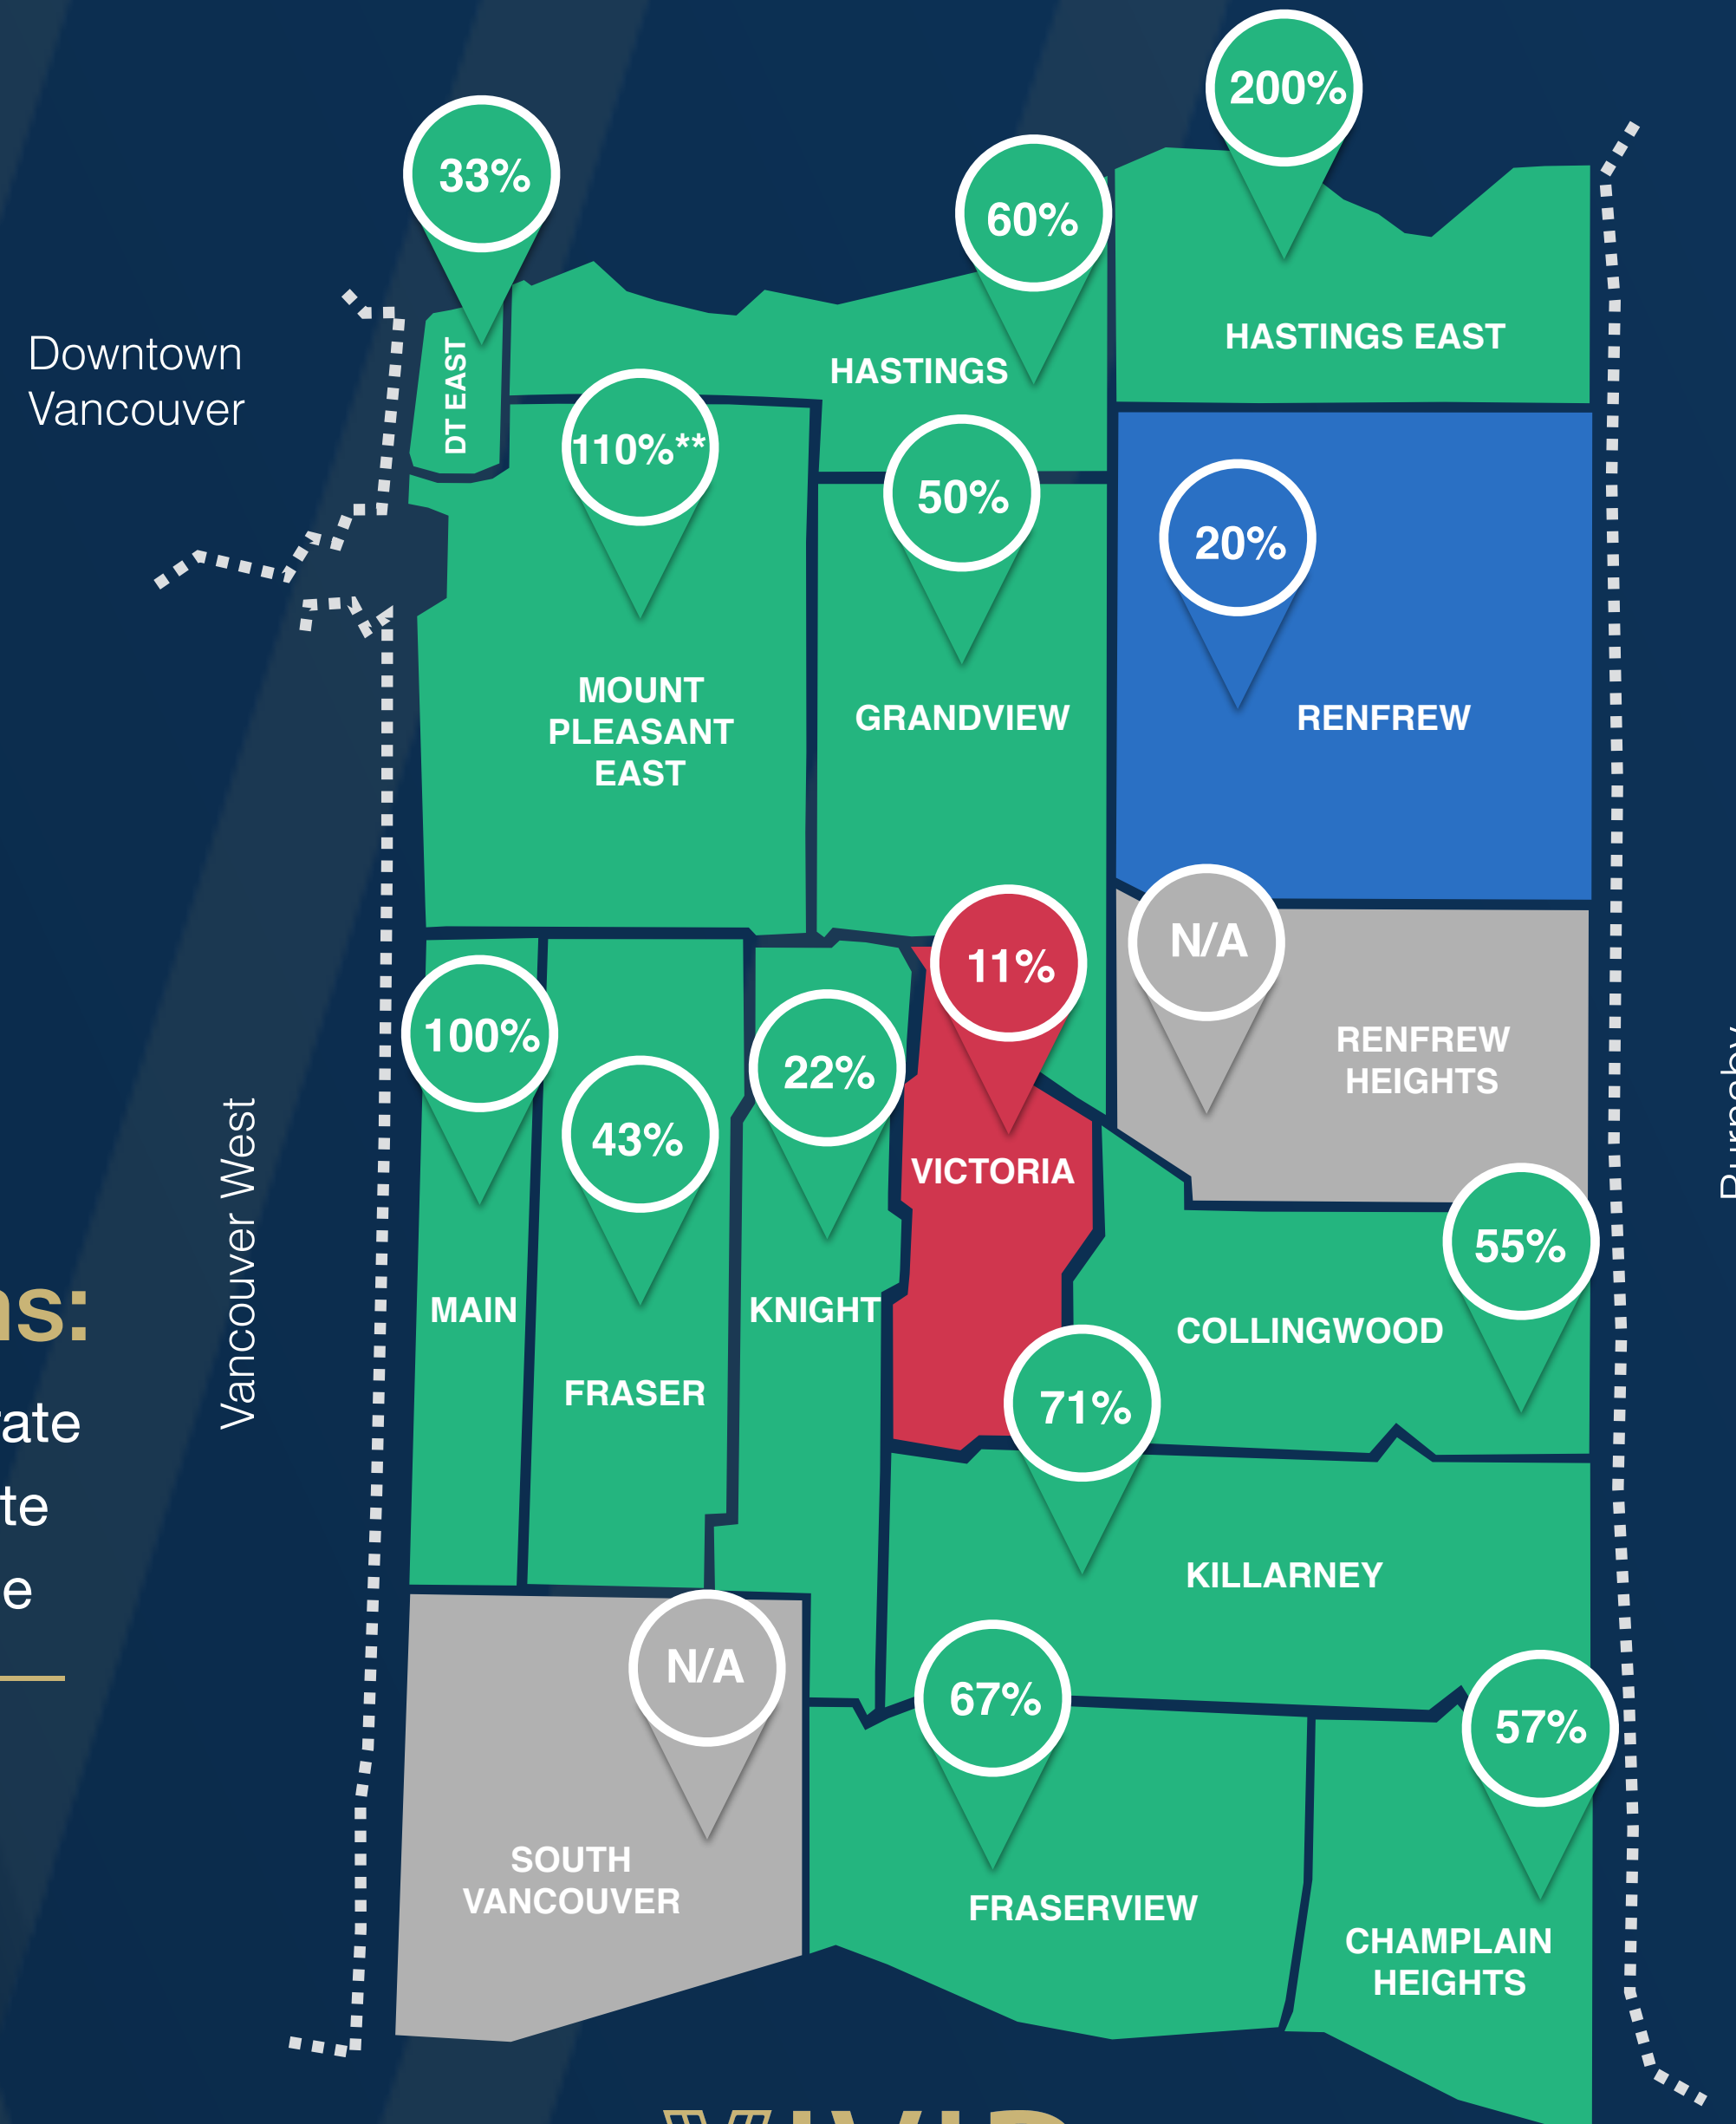 200%
33%
60%
HASTINGS EAST
Downtown
Vancouver
DT EAST
HASTINGS
110%**
50%
20%
MOUNT
PLEASANT
EAST
GRANDVIEW
RENFREW
N/A
11%
100%
22%
43%
RENFREW
HEIGHTS
VICTORIA
55%
Vancouver West
MAIN
KNIGHT
COLLINGWOOD
FRASER
71%
KILLARNEY
N/A
67%
57%
SOUTH
VANCOUVER
FRASERVIEW
CHAMPLAIN
HEIGHTS